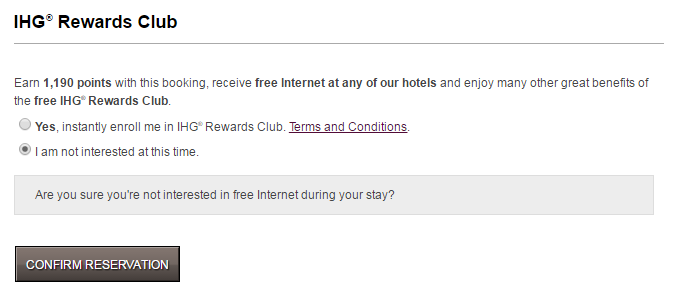 IHG® Rewards Club
Earn 1,190 points with this booking, receive free Internet at any of our hotels and enjoy many other great benefits of
the free IHG® Rewards Club.
Yes, instantly enroll me in IHG® Rewards Club. Terms and Conditions.
I am not interested at this time.
Are you sure you're not interested in free Internet during your stay?
CONFIRM RESERVATION